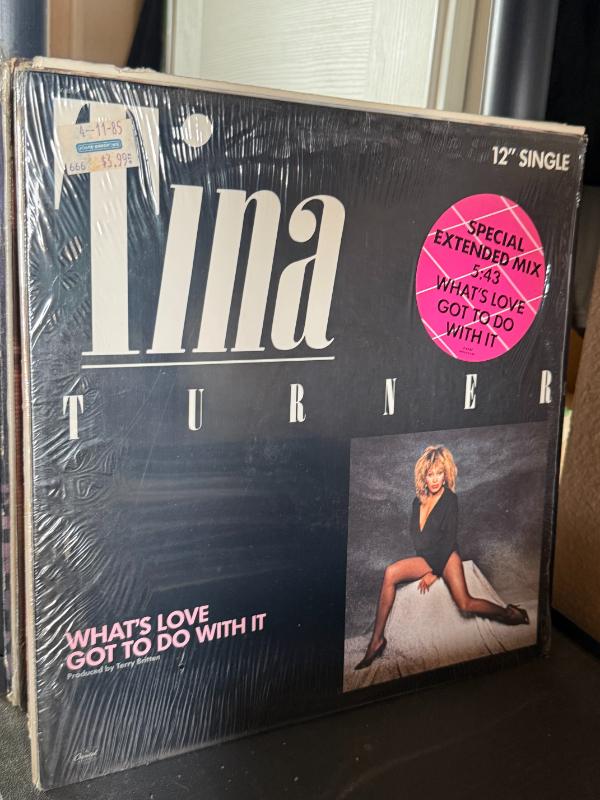 4-11-85
666 $3.99
Tina
TURNER
12" SINGLE
SPECIAL
EXTENDED MIX
5:43
WHAT'S LOVE
GOT TO DO
WITH IT
WHAT'S LOVE
GOT TO DO WITH IT
Produced by Terry Britten
Capitol